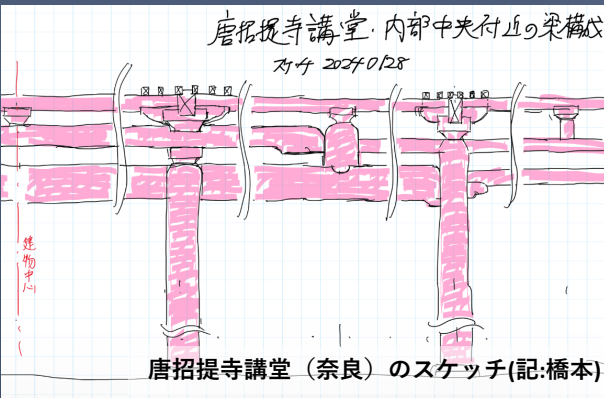 唐招提寺講堂・内部中央付近の梁構成
スケッチ 20240128
建物中心
唐招提寺講堂（奈良）のスケッチ(記:橋本)